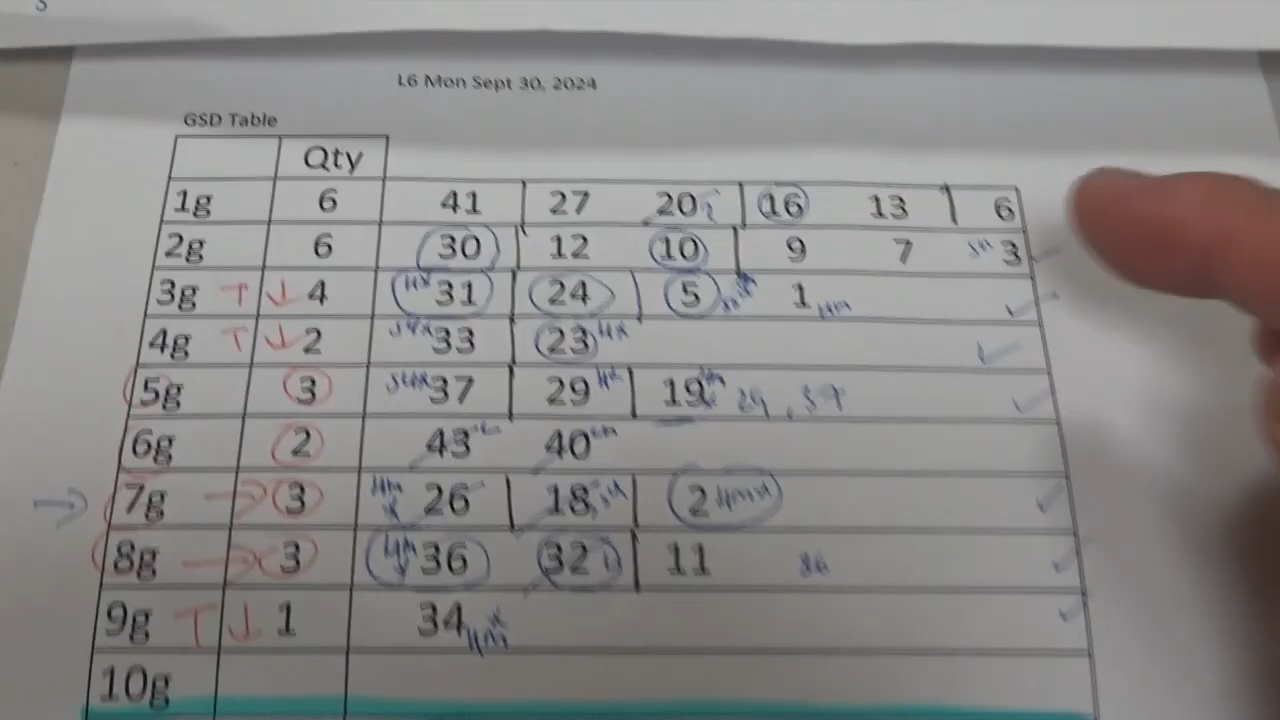 L6 Mon Sept 30, 2024
GSD Table
Qty
1g 6 41 27 20 16 13 6
2g 6 30 12 10 9 7 3
3g ↑ ↓ 4 31 24 5 1
4g ↑ ↓ 2 33 23
5g 3 37 29 19 29, 37
6g 2 43 40
7g 3 26 18 2
8g 3 36 32 11 36
9g ↑ ↓ 1 34
10g